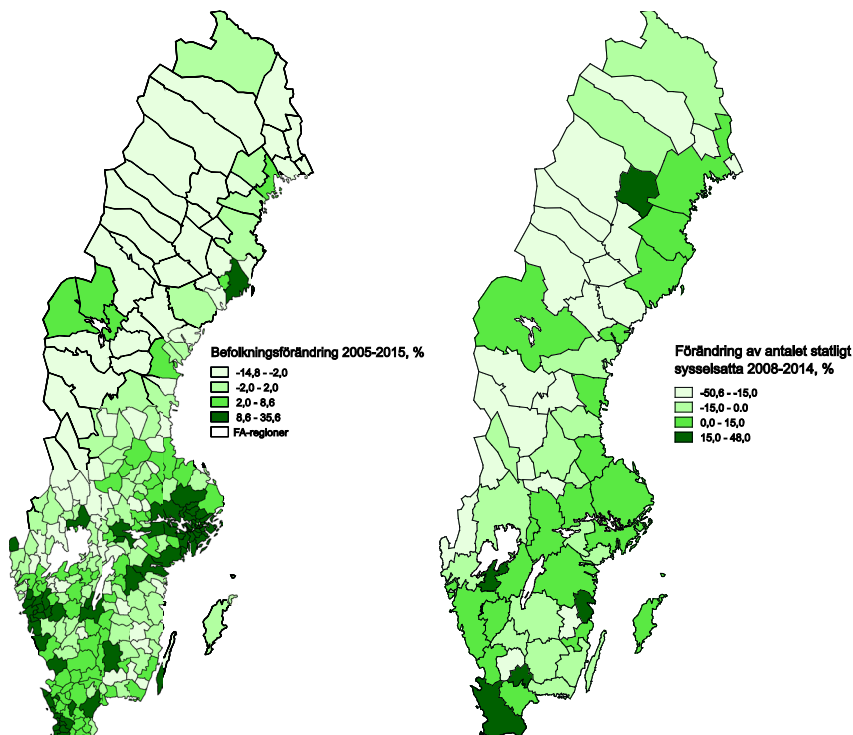 Befolkningsförändring 2005-2015, %
-14,8 - -2,0
-2,0 - 2,0
2,0 - 8,6
8,6 - 35,6
FA-regioner
Förändring av antalet statligt
sysselsatta 2008-2014, %
-50,6 - -15,0
-15,0 - 0.0
0,0 - 15,0
15,0 - 48,0